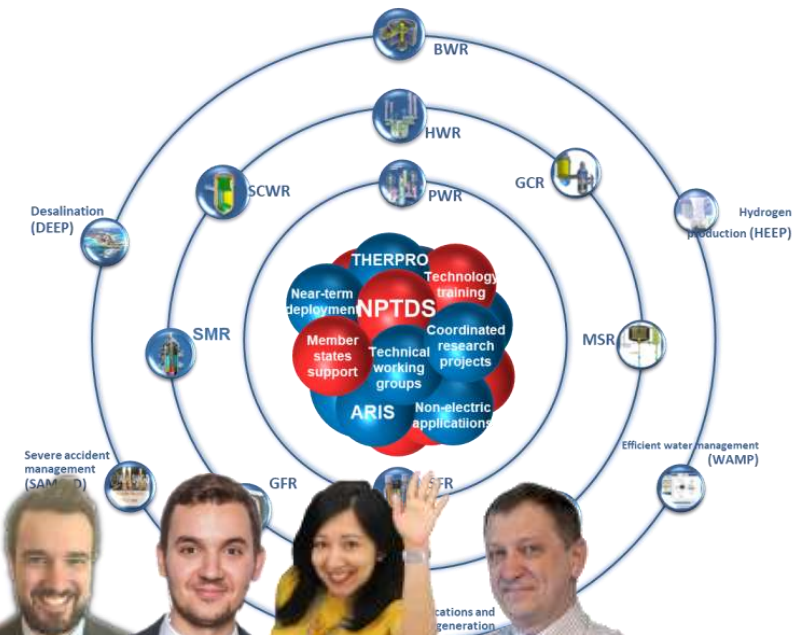 BWR
HWR
SCWR
GCR
PWR
Desalination
(DEEP)
Hydrogen
production (HEEP)
THERPRO
Technology
training
Near-term
deployment
NPTDS
Coordinated
research
projects
SMR
MSR
Member
states
support
Technical
working
groups
ARIS
Non-electric
applications
Efficient water management
(WAMP)
Severe accident
management
GFR
generation